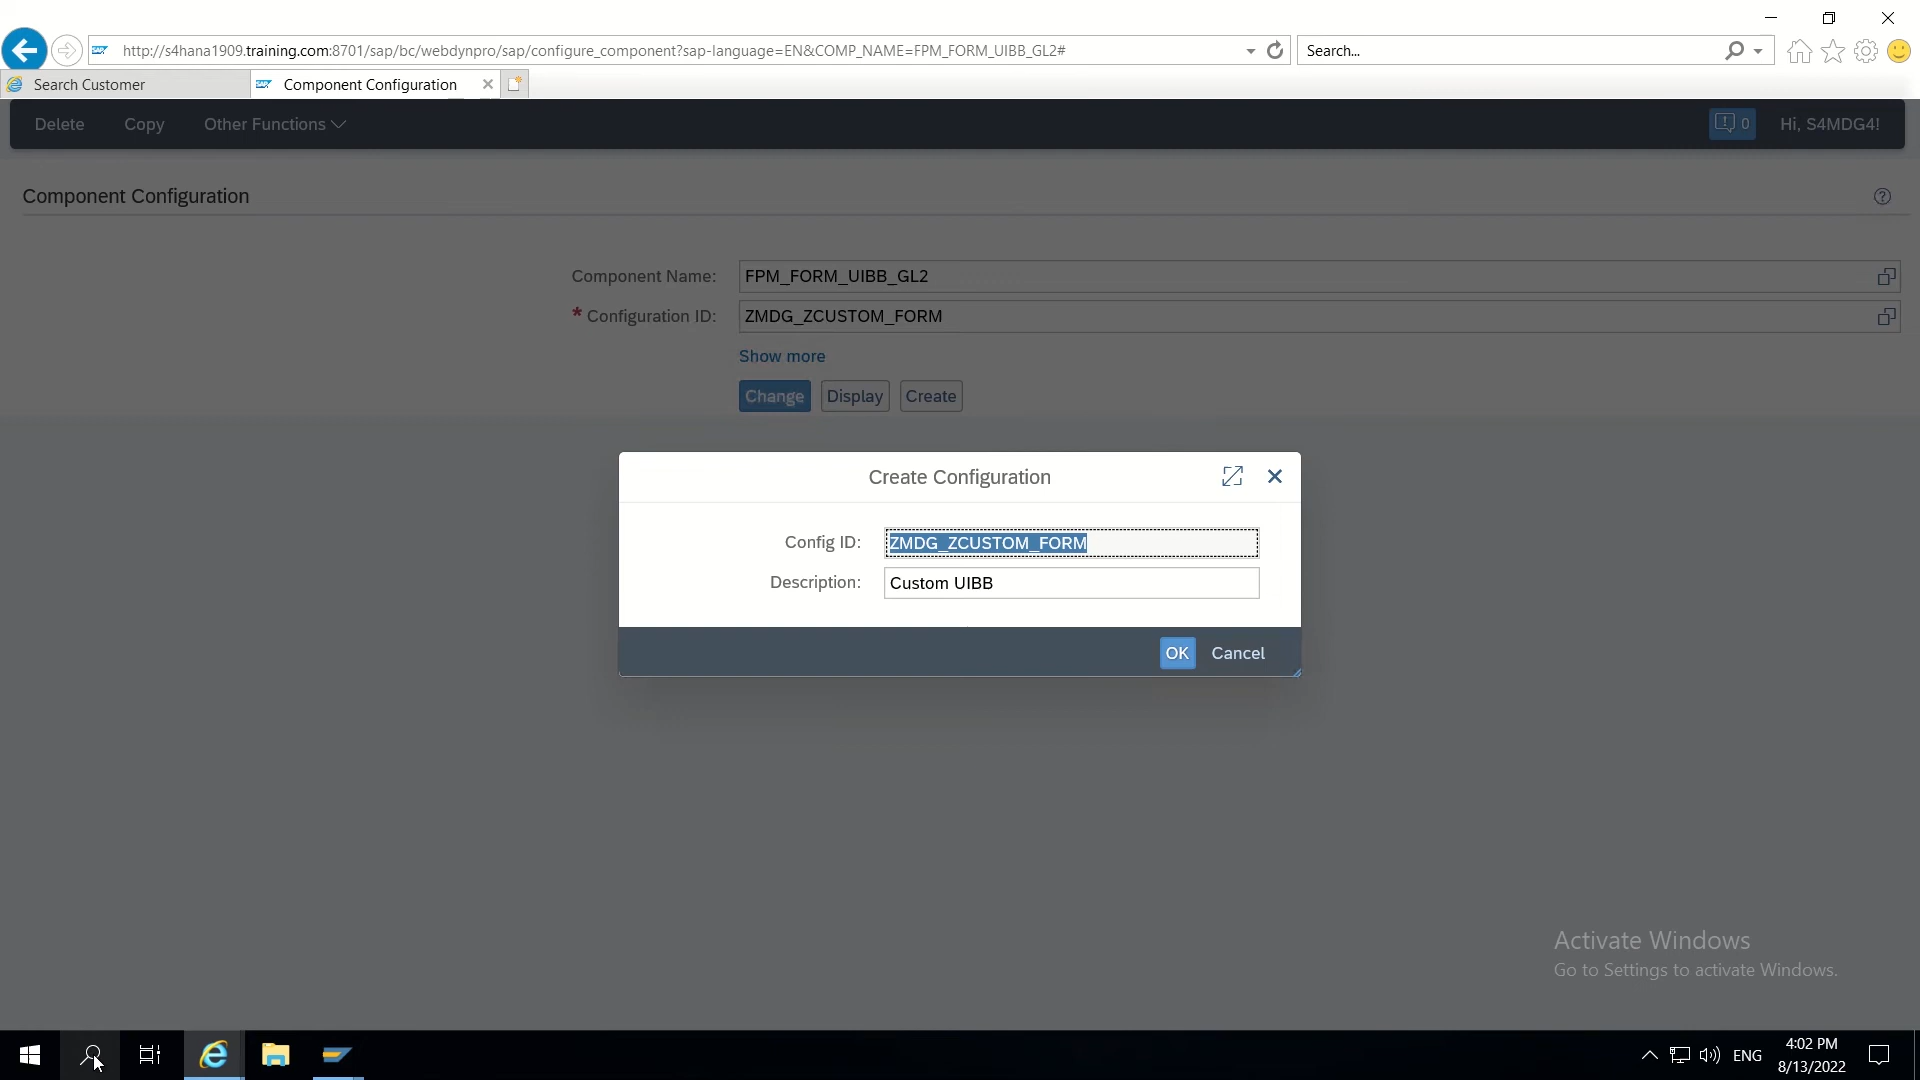 http://s4hana1909.training.com:8701/sap/bc/webdynpro/sap/configure_component?sap-language=EN&COMP_NAME=FPM_FORM_UIBB_GL2#
Search...
Search Customer
Component Configuration
Delete
Copy
Other Functions
0
Hi, S4MDG4!
Component Configuration
Component Name: FPM_FORM_UIBB_GL2
* Configuration ID: ZMDG_ZCUSTOM_FORM
Show more
Change
Display
Create
Create Configuration
Config ID: ZMDG_ZCUSTOM_FORM
Description: Custom UIBB
OK
Cancel
Activate Windows
Go to Settings to activate Windows.
ENG
4:02 PM
8/13/2022